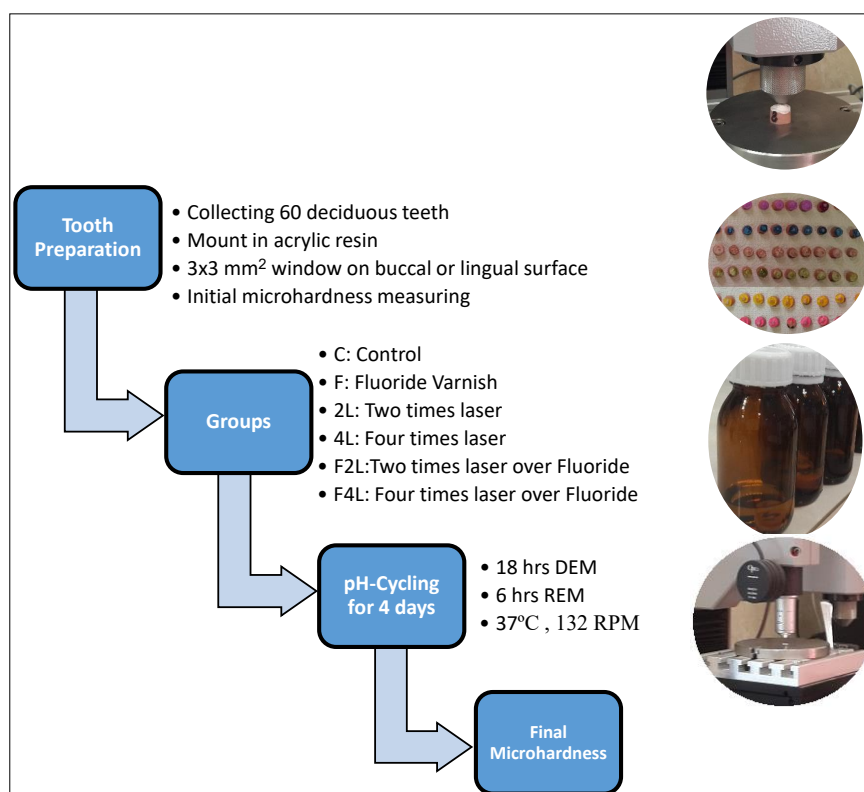 Tooth
Preparation
• Collecting 60 deciduous teeth
• Mount in acrylic resin
• 3x3 mm² window on buccal or lingual surface
• Initial microhardness measuring
Groups
• C: Control
• F: Fluoride Varnish
• 2L: Two times laser
• 4L: Four times laser
• F2L:Two times laser over Fluoride
• F4L: Four times laser over Fluoride
pH-Cycling
for 4 days
• 18 hrs DEM
• 6 hrs REM
• 37ºC , 132 RPM
Final
Microhardness